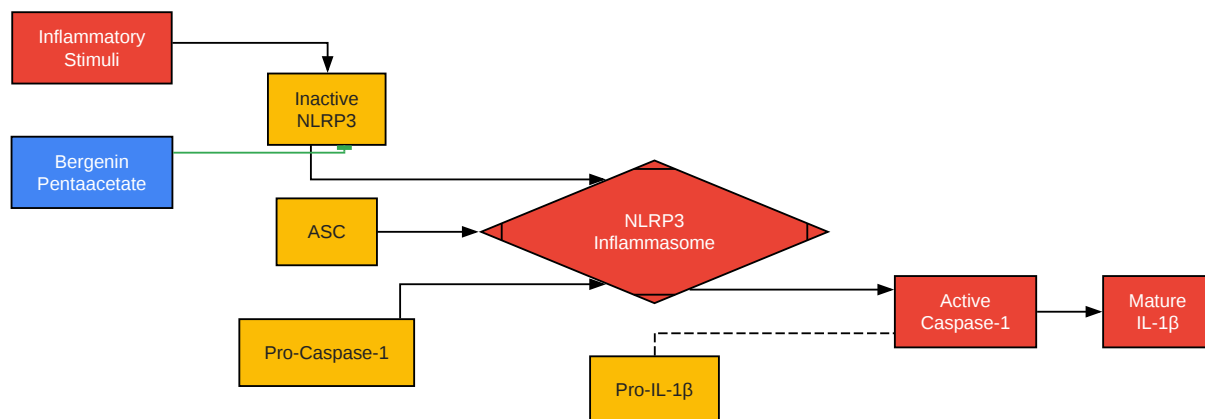 Inflammatory
Stimuli
Inactive
NLRP3
Bergenin
Pentaacetate
ASC
NLRP3
Inflammasome
Pro-Caspase-1
Active
Caspase-1
Mature
IL-1β
Pro-IL-1β